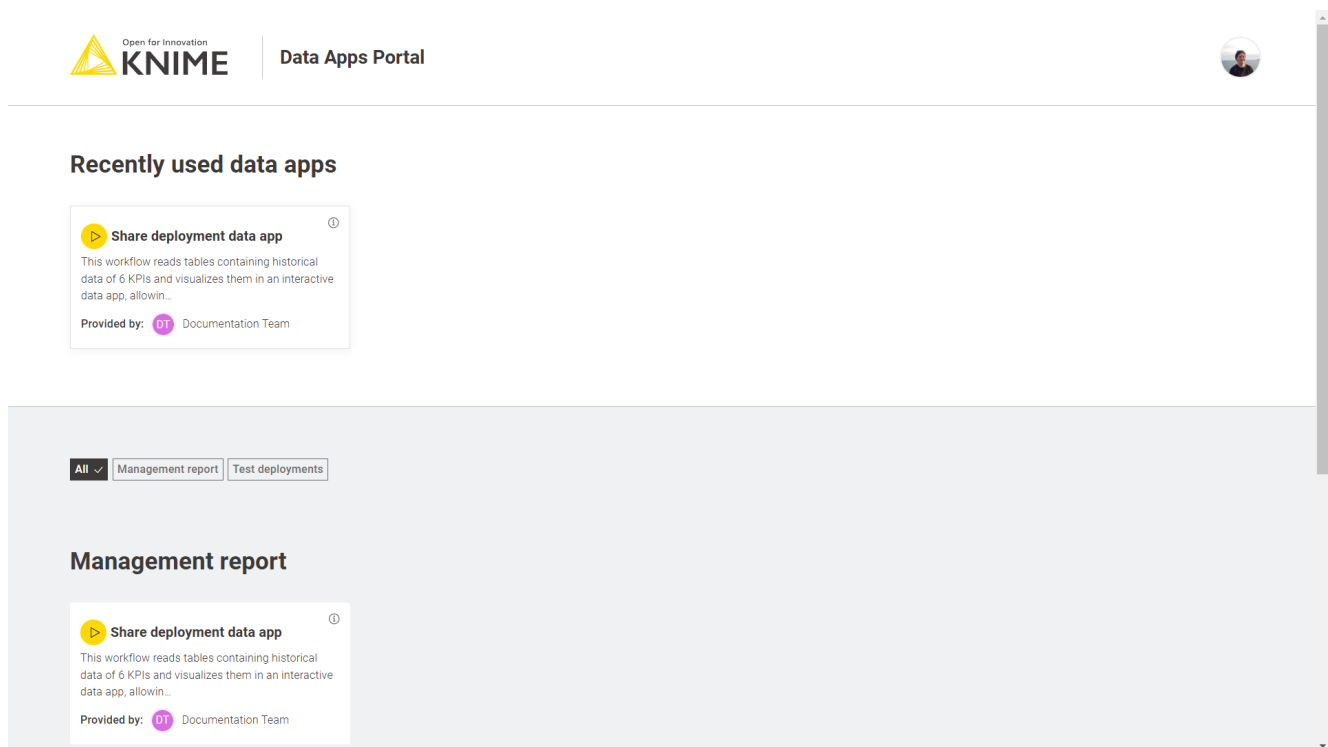 Open for Innovation
KNIME
Data Apps Portal
Recently used data apps
Share deployment data app
This workflow reads tables containing historical
data of 6 KPIs and visualizes them in an interactive
data app, allowin...
Provided by: DT Documentation Team
All Management report Test deployments
Management report
Share deployment data app
This workflow reads tables containing historical
data of 6 KPIs and visualizes them in an interactive
data app, allowin...
Provided by: DT Documentation Team